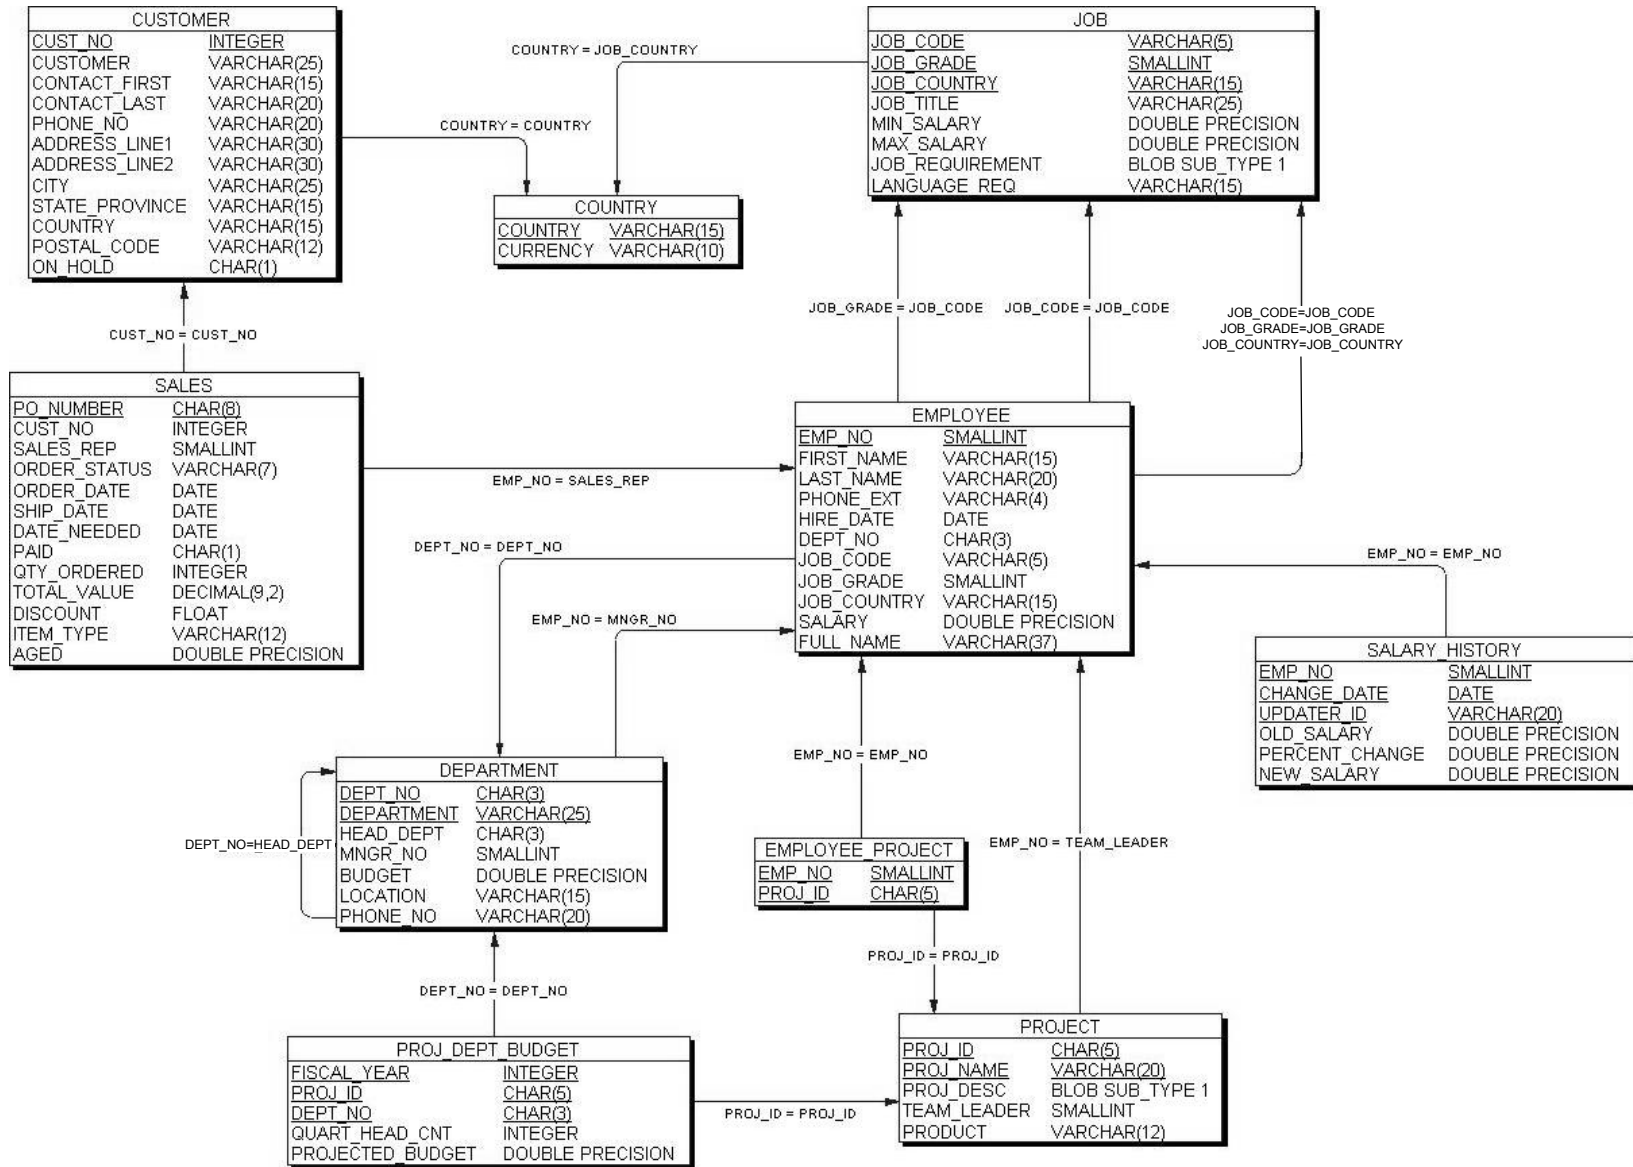 CUSTOMER
CUST_NO INTEGER
CUSTOMER VARCHAR(25)
CONTACT_FIRST VARCHAR(15)
CONTACT_LAST VARCHAR(20)
PHONE_NO VARCHAR(20)
ADDRESS_LINE1 VARCHAR(30)
ADDRESS_LINE2 VARCHAR(30)
CITY VARCHAR(25)
STATE_PROVINCE VARCHAR(15)
COUNTRY VARCHAR(15)
POSTAL_CODE VARCHAR(12)
ON_HOLD CHAR(1)
COUNTRY = JOB_COUNTRY
COUNTRY = COUNTRY
JOB
JOB_CODE VARCHAR(5)
JOB_GRADE SMALLINT
JOB_COUNTRY VARCHAR(15)
JOB_TITLE VARCHAR(25)
MIN_SALARY DOUBLE PRECISION
MAX_SALARY DOUBLE PRECISION
JOB_REQUIREMENT BLOB SUB_TYPE 1
LANGUAGE_REQ VARCHAR(15)
COUNTRY
COUNTRY VARCHAR(15)
CURRENCY VARCHAR(10)
CUST_NO = CUST_NO
JOB_GRADE = JOB_CODE
JOB_CODE = JOB_CODE
JOB_CODE=JOB_CODE
JOB_GRADE=JOB_GRADE
JOB_COUNTRY=JOB_COUNTRY
SALES
PO_NUMBER CHAR(8)
CUST_NO INTEGER
SALES_REP SMALLINT
ORDER_STATUS VARCHAR(7)
ORDER_DATE DATE
SHIP_DATE DATE
DATE_NEEDED DATE
PAID CHAR(1)
QTY_ORDERED INTEGER
TOTAL_VALUE DECIMAL(9,2)
DISCOUNT FLOAT
ITEM_TYPE VARCHAR(12)
AGED DOUBLE PRECISION
EMP_NO = SALES_REP
DEPT_NO = DEPT_NO
EMP_NO = MNGR_NO
EMPLOYEE
EMP_NO SMALLINT
FIRST_NAME VARCHAR(15)
LAST_NAME VARCHAR(20)
PHONE_EXT VARCHAR(4)
HIRE_DATE DATE
DEPT_NO CHAR(3)
JOB_CODE VARCHAR(5)
JOB_GRADE SMALLINT
JOB_COUNTRY VARCHAR(15)
SALARY DOUBLE PRECISION
FULL_NAME VARCHAR(37)
EMP_NO = EMP_NO
SALARY_HISTORY
EMP_NO SMALLINT
CHANGE_DATE DATE
UPDATER_ID VARCHAR(20)
OLD_SALARY DOUBLE PRECISION
PERCENT_CHANGE DOUBLE PRECISION
NEW_SALARY DOUBLE PRECISION
DEPARTMENT
DEPT_NO CHAR(3)
DEPARTMENT VARCHAR(25)
HEAD_DEPT CHAR(3)
MNGR_NO SMALLINT
BUDGET DOUBLE PRECISION
LOCATION VARCHAR(15)
PHONE_NO VARCHAR(20)
DEPT_NO=HEAD_DEPT
EMP_NO = EMP_NO
EMP_NO = TEAM_LEADER
EMPLOYEE_PROJECT
EMP_NO SMALLINT
PROJ_ID CHAR(5)
PROJ_ID = PROJ_ID
DEPT_NO = DEPT_NO
PROJ_DEPT_BUDGET
FISCAL_YEAR INTEGER
PROJ_ID CHAR(5)
DEPT_NO CHAR(3)
QUART_HEAD_CNT INTEGER
PROJECTED_BUDGET DOUBLE PRECISION
PROJ_ID = PROJ_ID
PROJECT
PROJ_ID CHAR(5)
PROJ_NAME VARCHAR(20)
PROJ_DESC BLOB SUB_TYPE 1
TEAM_LEADER SMALLINT
PRODUCT VARCHAR(12)